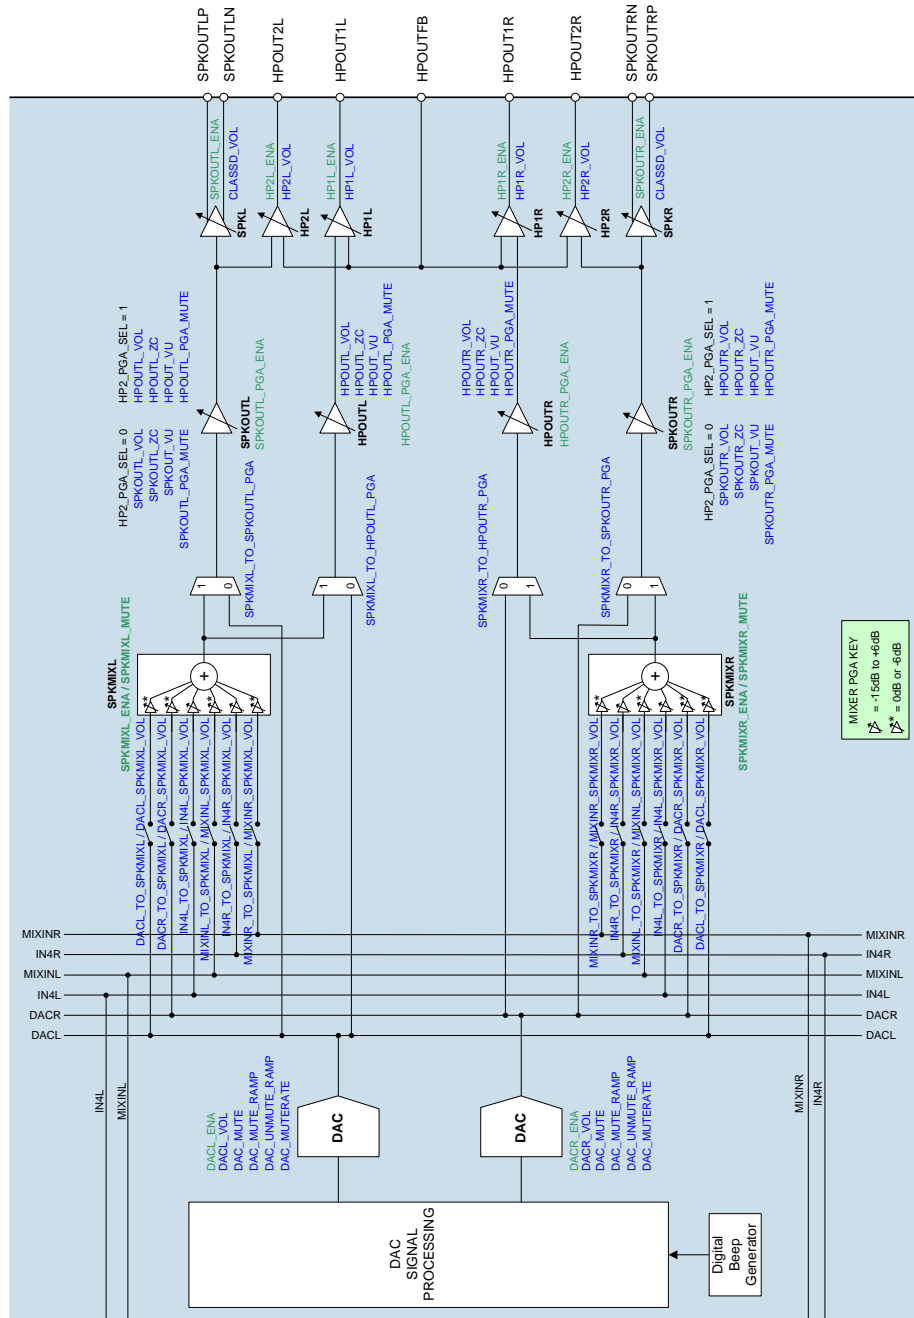 SPKOUTLP
SPKOUTLN
HPOUT2L
HPOUT1L
HPOUTFB
HPOUT1R
HPOUT2R
SPKOUTRN
SPKOUTRP
SPKOUTL_ENA
CLASSD_VOL
HP2L_ENA
HP2L_VOL
HP1L_ENA
HP1L_VOL
HP1R_ENA
HP1R_VOL
HP2R_ENA
HP2R_VOL
SPKOUTR_ENA
CLASSD_VOL
SPKL
HP2L
HP1L
HP1R
HP2R
SPKR
HP2_PGA_SEL = 1
HPOUTL_VOL
HPOUTL_ZC
HPOUT_VU
HPOUTL_PGA_MUTE
HP2_PGA_SEL = 0
SPKOUTL_VOL
SPKOUTL_ZC
SPKOUT_VU
SPKOUTL_PGA_MUTE
SPKOUTL
SPKOUTL_PGA_ENA
HPOUTL_VOL
HPOUTL_ZC
HPOUT_VU
HPOUTL_PGA_MUTE
HPOUTL
HPOUTL_PGA_ENA
HPOUTR_VOL
HPOUTR_ZC
HPOUT_VU
HPOUTR_PGA_MUTE
HPOUTR
HPOUTR_PGA_ENA
SPKOUTR
SPKOUTR_PGA_ENA
HP2_PGA_SEL = 1
HPOUTR_VOL
HPOUTR_ZC
HPOUT_VU
HPOUTR_PGA_MUTE
HP2_PGA_SEL = 0
SPKOUTR_VOL
SPKOUTR_ZC
SPKOUT_VU
SPKOUTR_PGA_MUTE
SPKMIXL_TO_SPKOUTL_PGA
SPKMIXL_TO_HPOUTL_PGA
SPKMIXR_TO_HPOUTR_PGA
SPKMIXR_TO_SPKOUTR_PGA
1
0
1
0
0
1
0
1
SPKMIXL
SPKMIXL_ENA / SPKMIXL_MUTE
+
*
*
*
*
SPKMIXR
SPKMIXR_ENA / SPKMIXR_MUTE
+
*
*
*
*
DACL_TO_SPKMIXL / DACL_SPKMIXL_VOL
DACR_TO_SPKMIXL / DACR_SPKMIXL_VOL
IN4L_TO_SPKMIXL / IN4L_SPKMIXL_VOL
MIXINL_TO_SPKMIXL / MIXINL_SPKMIXL_VOL
IN4R_TO_SPKMIXL / IN4R_SPKMIXL_VOL
MIXINR_TO_SPKMIXL / MIXINR_SPKMIXL_VOL
MIXINR_TO_SPKMIXR / MIXINR_SPKMIXR_VOL
IN4R_TO_SPKMIXR / IN4R_SPKMIXR_VOL
MIXINL_TO_SPKMIXR / MIXINL_SPKMIXR_VOL
IN4L_TO_SPKMIXR / IN4L_SPKMIXR_VOL
DACR_TO_SPKMIXR / DACR_SPKMIXR_VOL
DACL_TO_SPKMIXR / DACL_SPKMIXR_VOL
MIXER PGA KEY
= -15dB to +6dB
* = 0dB or -6dB
MIXINR
IN4R
MIXINL
IN4L
DACR
DACL
MIXINR
IN4R
MIXINL
IN4L
DACR
DACL
IN4L
MIXINL
MIXINR
IN4R
DACL_ENA
DACL_VOL
DAC_MUTE
DAC_MUTE_RAMP
DAC_UNMUTE_RAMP
DAC_MUTERATE
DAC
DAC
DACR_ENA
DACR_VOL
DAC_MUTE
DAC_MUTE_RAMP
DAC_UNMUTE_RAMP
DAC_MUTERATE
DAC
SIGNAL
PROCESSING
Digital
Beep
Generator